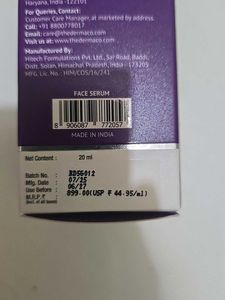 Haryana, India -122101
For Queries, Contact:
Customer Care Manager, at marketed by address.
Call: +91 8800778017
Email: care@thedermaco.com
Visit us at: www.thedermaco.com
Manufactured By:
Hitech Formulations Pvt. Ltd., Sai Road, Baddi,
Distt. Solan, Himachal Pradesh, India - 173205
MFG. Lic. No.: HIM/COS/16/241
FACE SERUM
8 906087 772057
MADE IN INDIA
Net Content : 20 ml
Batch No. : XD56012
Mfg. Date : 07/25
Use Before : 06/27
M.R.P. ₹ : 899.00(USP ₹ 44.95/ml)
(Incl. of all taxes)